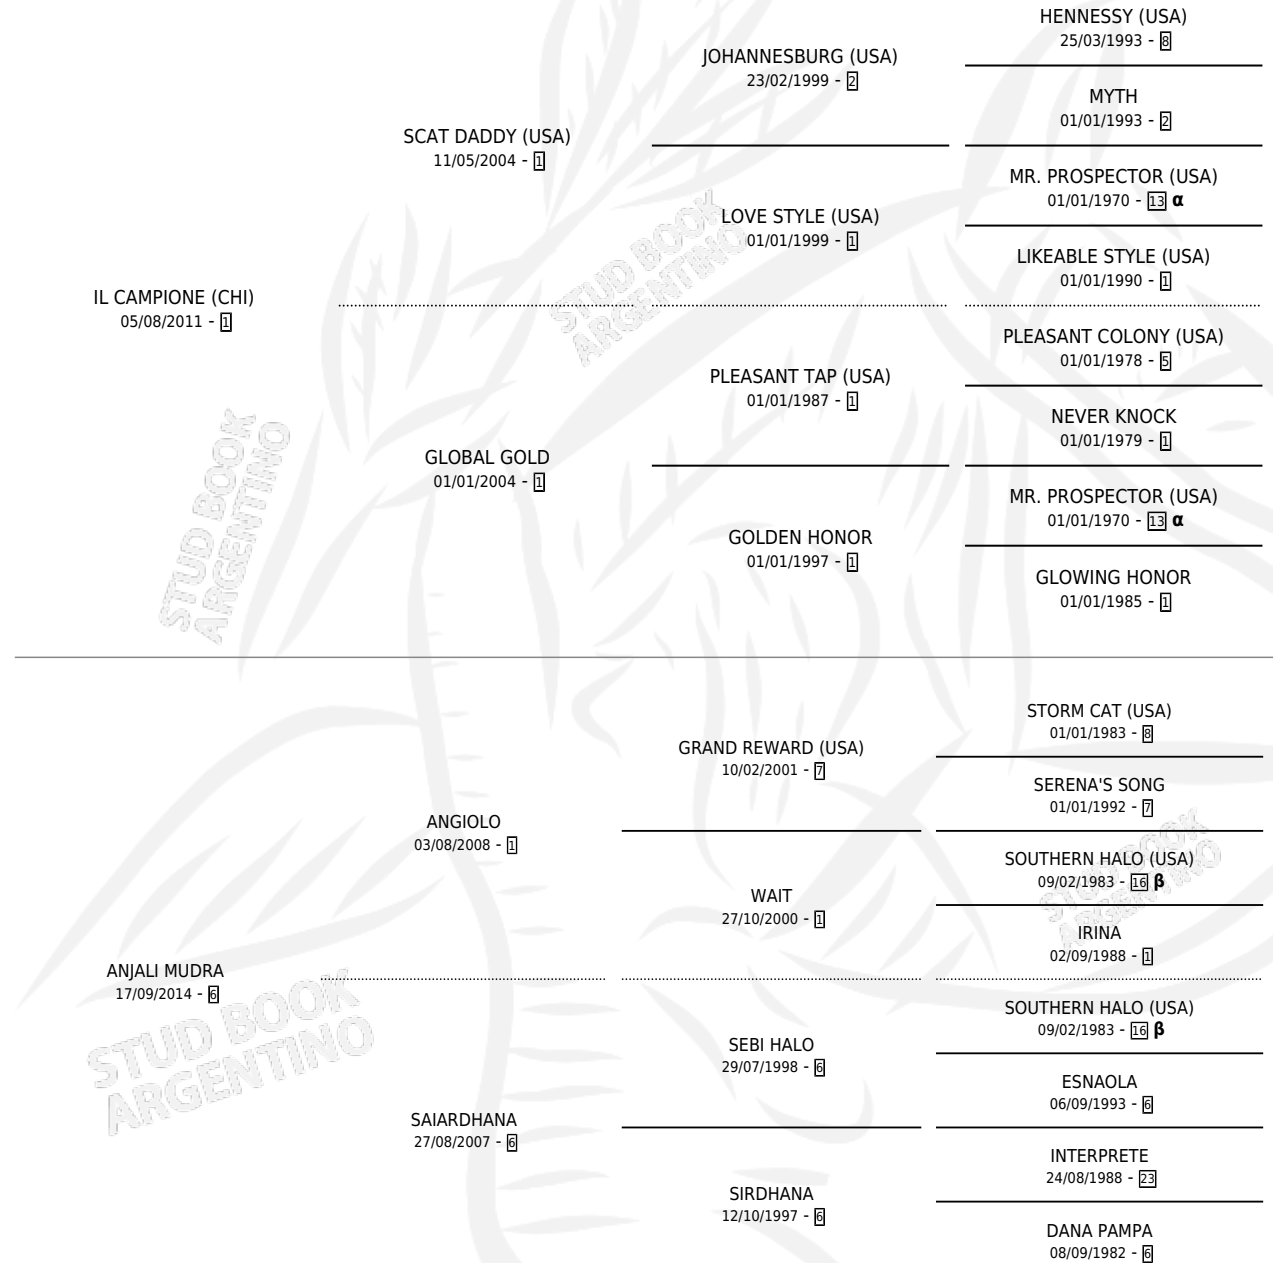 HENNESSY (USA)
25/03/1993 - 8
JOHANNESBURG (USA)
23/02/1999 - 2
MYTH
01/01/1993 - 2
SCAT DADDY (USA)
11/05/2004 - 1
MR. PROSPECTOR (USA)
01/01/1970 - 13 α
LOVE STYLE (USA)
01/01/1999 - 1
LIKEABLE STYLE (USA)
01/01/1990 - 1
IL CAMPIONE (CHI)
05/08/2011 - 1
PLEASANT COLONY (USA)
01/01/1978 - 5
PLEASANT TAP (USA)
01/01/1987 - 1
NEVER KNOCK
01/01/1979 - 1
GLOBAL GOLD
01/01/2004 - 1
MR. PROSPECTOR (USA)
01/01/1970 - 13 α
GOLDEN HONOR
01/01/1997 - 1
GLOWING HONOR
01/01/1985 - 1
STORM CAT (USA)
01/01/1983 - 8
GRAND REWARD (USA)
10/02/2001 - 7
SERENA'S SONG
01/01/1992 - 7
ANGIOLO
03/08/2008 - 1
SOUTHERN HALO (USA)
09/02/1983 - 16 β
WAIT
27/10/2000 - 1
IRINA
02/09/1988 - 1
ANJALI MUDRA
17/09/2014 - 6
SOUTHERN HALO (USA)
09/02/1983 - 16 β
SEBI HALO
29/07/1998 - 6
ESNAOLA
06/09/1993 - 6
SAIARDHANA
27/08/2007 - 6
INTERPRETE
24/08/1988 - 23
SIRDHANA
12/10/1997 - 6
DANA PAMPA
08/09/1982 - 6
STUD BOOK
ARGENTINO
STUD BOOK
ARGENTINO
STUD BOOK
ARGENTINO
STUD BOOK
ARGENTINO